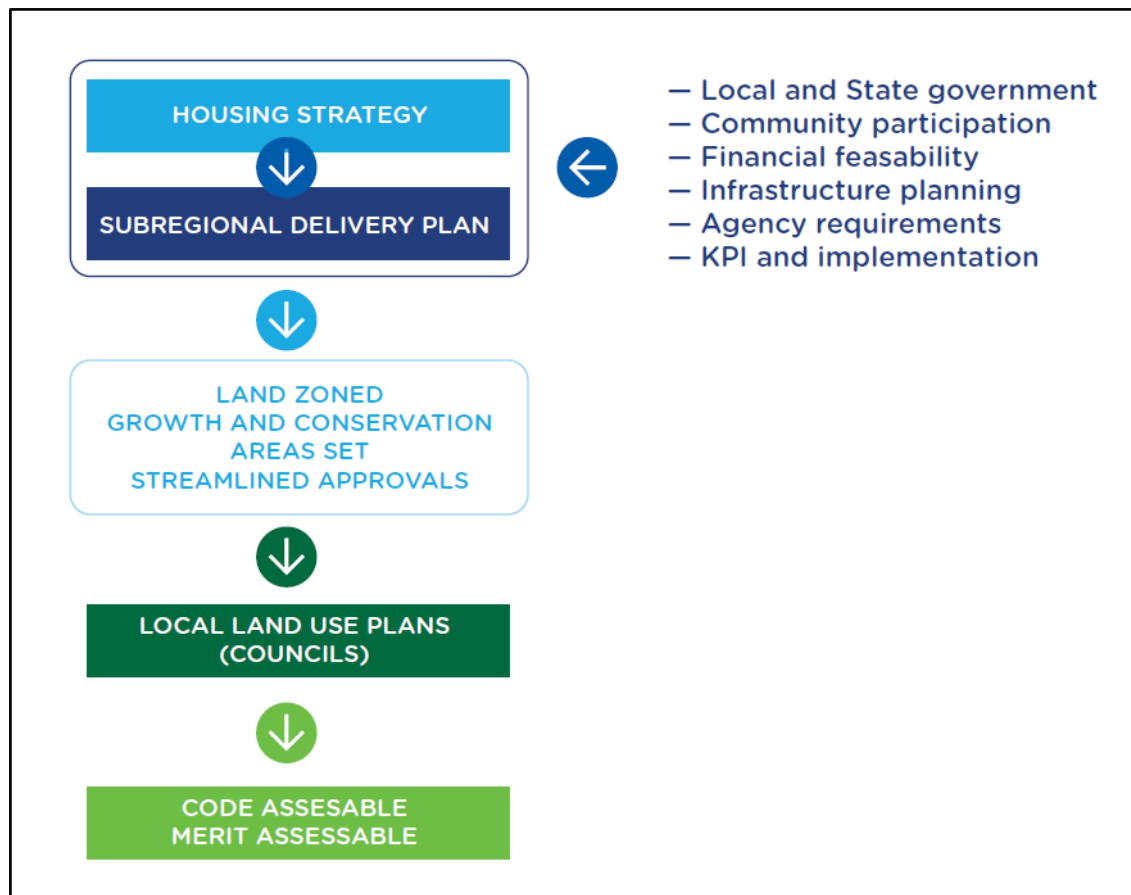 HOUSING STRATEGY
SUBREGIONAL DELIVERY PLAN
— Local and State government
— Community participation
— Financial feasability
— Infrastructure planning
— Agency requirements
— KPI and implementation
LAND ZONED
GROWTH AND CONSERVATION
AREAS SET
STREAMLINED APPROVALS
LOCAL LAND USE PLANS
(COUNCILS)
CODE ASSESABLE
MERIT ASSESSABLE